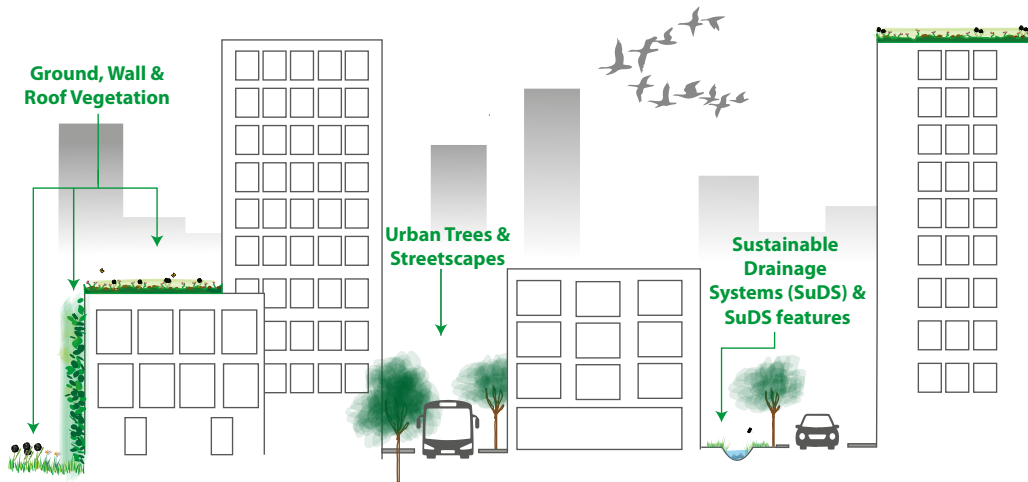 Ground, Wall &
Roof Vegetation
Urban Trees &
Streetscapes
Sustainable
Drainage
Systems (SuDS) &
SuDS features